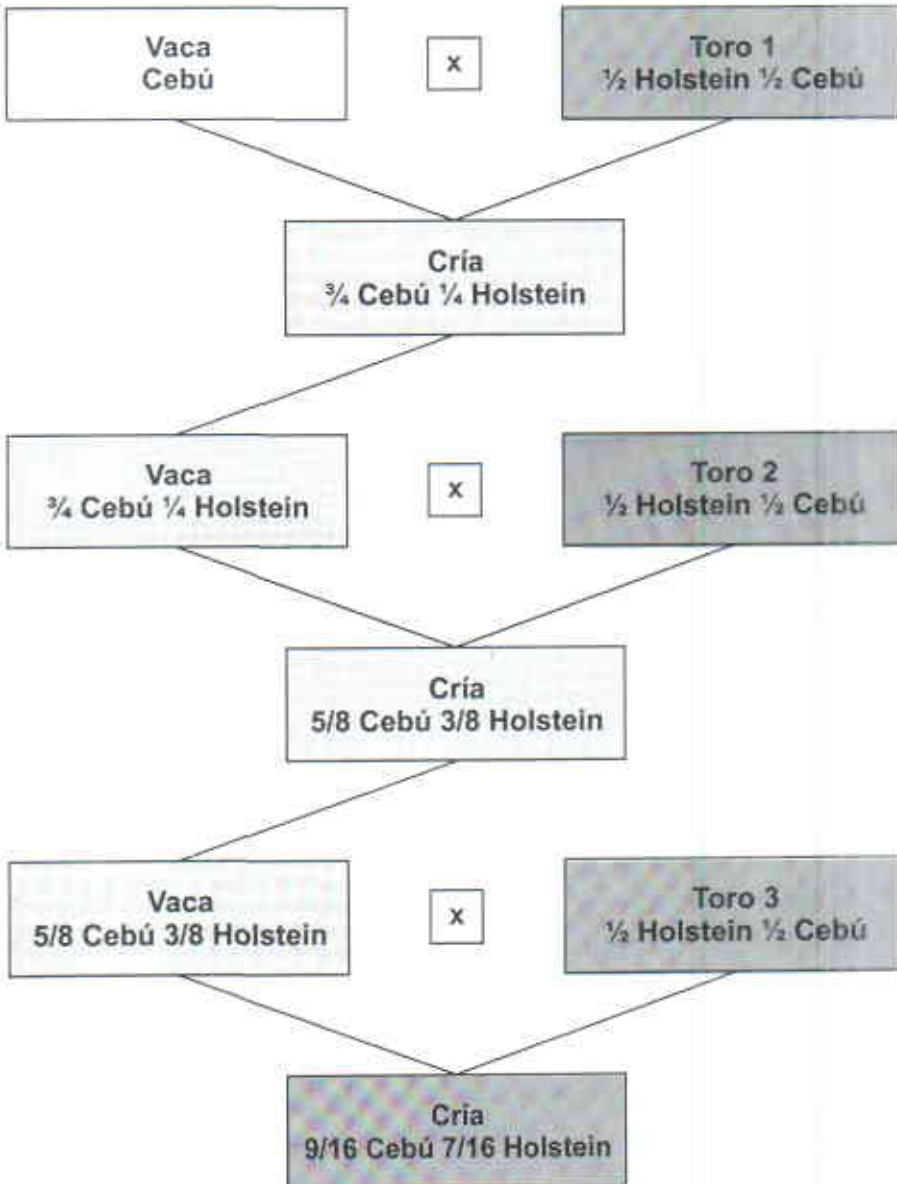 Vaca
Cebú
x
Toro 1
½ Holstein ½ Cebú
Cría
¾ Cebú ¼ Holstein
Vaca
¾ Cebú ¼ Holstein
x
Toro 2
½ Holstein ½ Cebú
Cría
5/8 Cebú 3/8 Holstein
Vaca
5/8 Cebú 3/8 Holstein
x
Toro 3
½ Holstein ½ Cebú
Cría
9/16 Cebú 7/16 Holstein